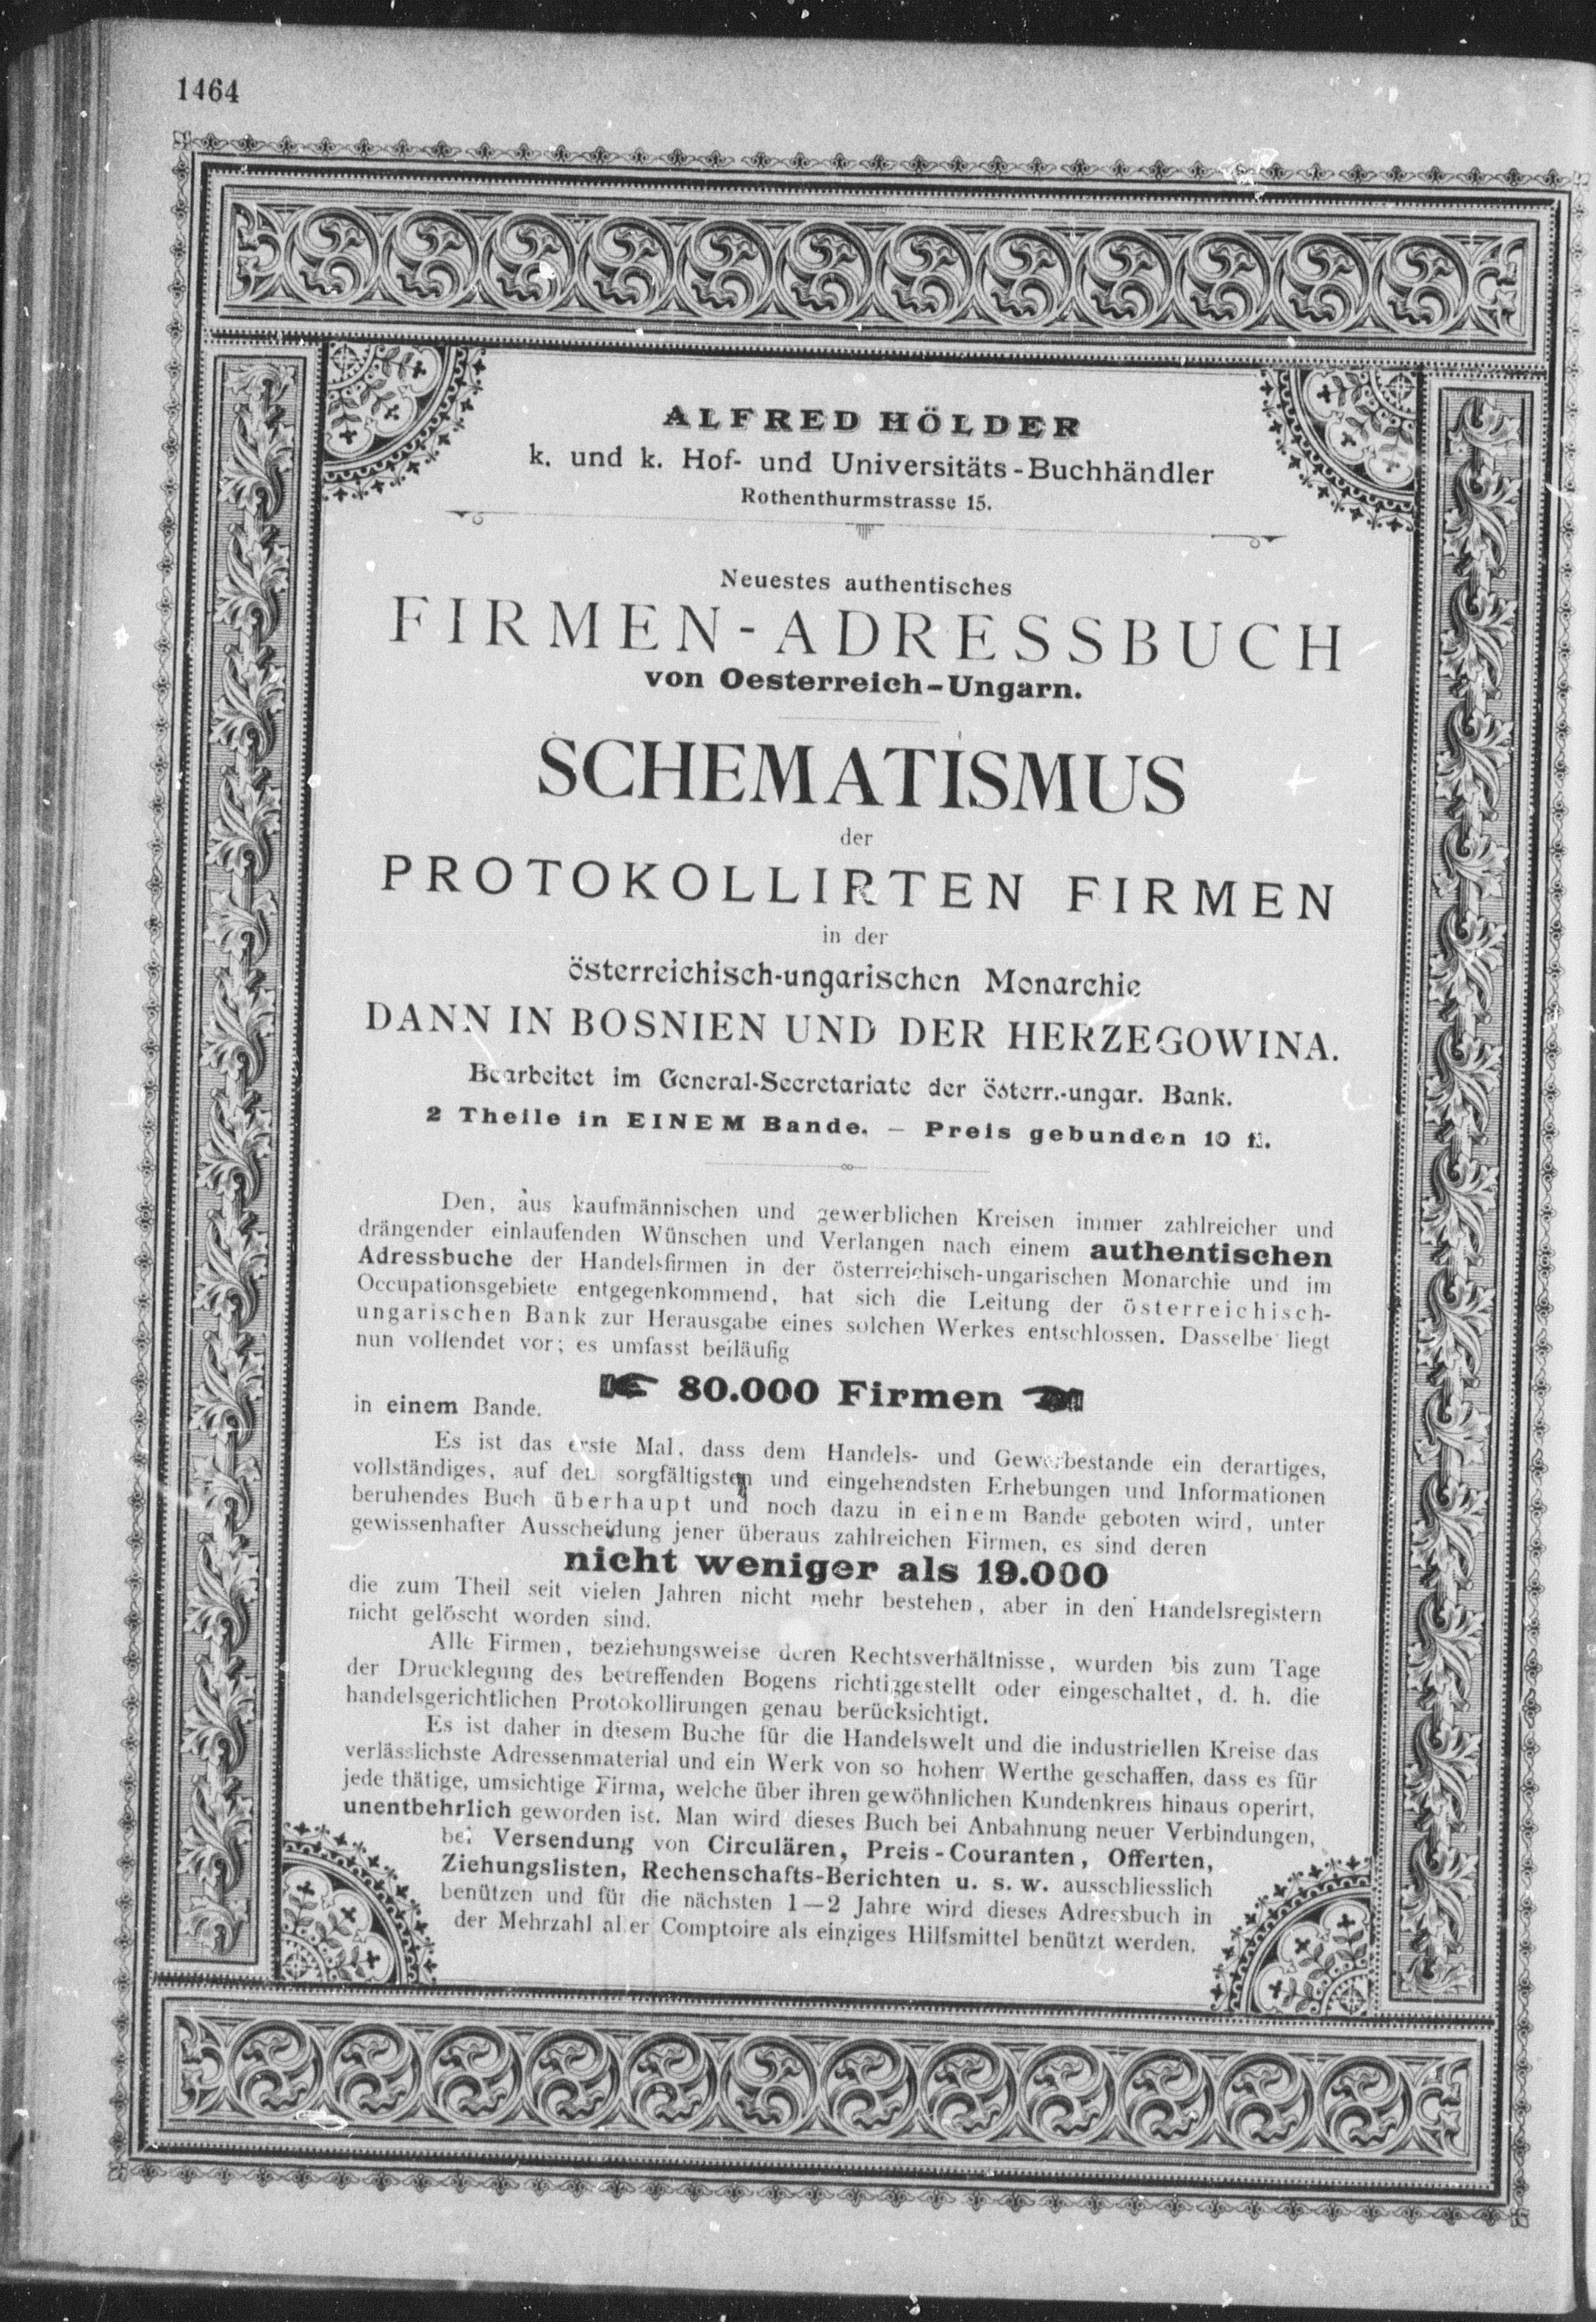 1464
ALFRED HÖLDER
k. und k. Hof- und Universitäts-Buchhändler
Rothenthurmstrasse 15.
Neuestes authentisches
FIRMEN-ADRESSBUCH
von Oesterreich-Ungarn.
SCHEMATISMUS
der
PROTOKOLLIRTEN FIRMEN
in der
österreichisch-ungarischen Monarchie
DANN IN BOSNIEN UND DER HERZEGOWINA.
Bearbeitet im General-Secretariate der österr.-ungar. Bank.
2 Theile in EINEM Bande. — Preis gebunden 10 fl.
Den, aus kaufmännischen und gewerblichen Kreisen immer zahlreicher und
drängender einlaufenden Wünschen und Verlangen nach einem authentischen
Adressbuche der Handelsfirmen in der österreichisch-ungarischen Monarchie und im
Occupationsgebiete entgegenkommend, hat sich die Leitung der österreichisch-
ungarischen Bank zur Herausgabe eines solchen Werkes entschlossen. Dasselbe liegt
nun vollendet vor; es umfasst beiläufig
☛ 80.000 Firmen ☚
in einem Bande.
Es ist das erste Mal, dass dem Handels- und Gewerbestande ein derartiges,
vollständiges, auf den sorgfältigsten und eingehendsten Erhebungen und Informationen
beruhendes Buch überhaupt und noch dazu in einem Bande geboten wird, unter
gewissenhafter Ausscheidung jener überaus zahlreichen Firmen, es sind deren
nicht weniger als 19.000
die zum Theil seit vielen Jahren nicht mehr bestehen, aber in den Handelsregistern
nicht gelöscht worden sind.
Alle Firmen, beziehungsweise deren Rechtsverhältnisse, wurden bis zum Tage
der Drucklegung des betreffenden Bogens richtiggestellt oder eingeschaltet, d. h. die
handelsgerichtlichen Protokollirungen genau berücksichtigt.
Es ist daher in diesem Buche für die Handelswelt und die industriellen Kreise das
verlässlichste Adressenmaterial und ein Werk von so hohem Werthe geschaffen, dass es für
jede thätige, umsichtige Firma, welche über ihren gewöhnlichen Kundenkreis hinaus operirt,
unentbehrlich geworden ist. Man wird dieses Buch bei Anbahnung neuer Verbindungen,
bei Versendung von Circulären, Preis-Couranten, Offerten,
Ziehungslisten, Rechenschafts-Berichten u. s. w. ausschliesslich
benützen und für die nächsten 1—2 Jahre wird dieses Adressbuch in
der Mehrzahl aller Comptoire als einziges Hilfsmittel benützt werden.